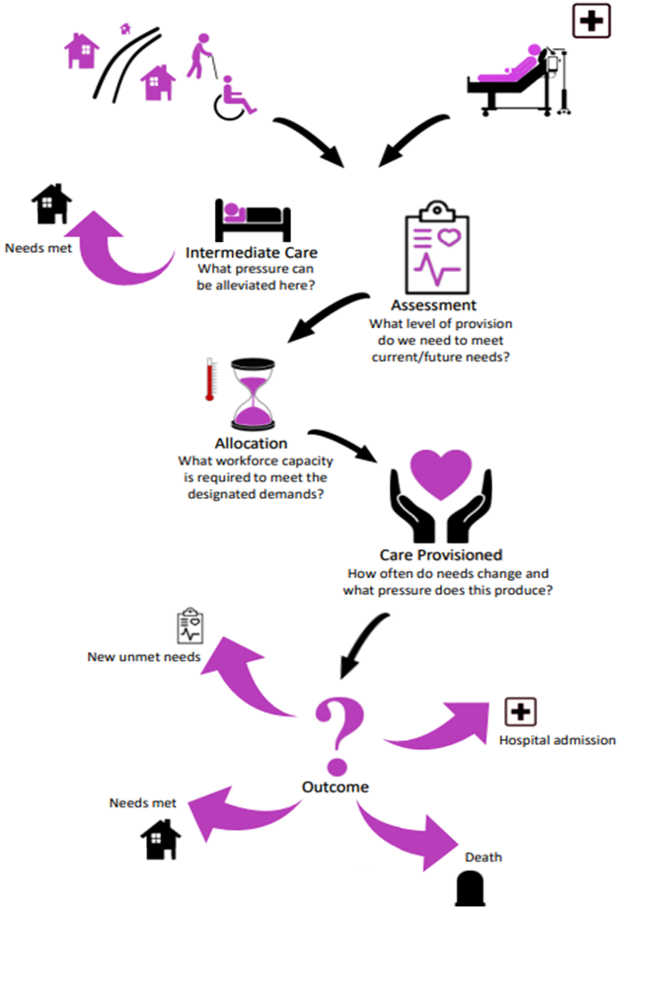 Needs met
Intermediate Care
What pressure can
be alleviated here?
Assessment
What level of provision
do we need to meet
current/future needs?
Allocation
What workforce capacity
is required to meet the
designated demands?
Care Provisioned
How often do needs change and
what pressure does this produce?
New unmet needs
?
Hospital admission
Outcome
Needs met
Death